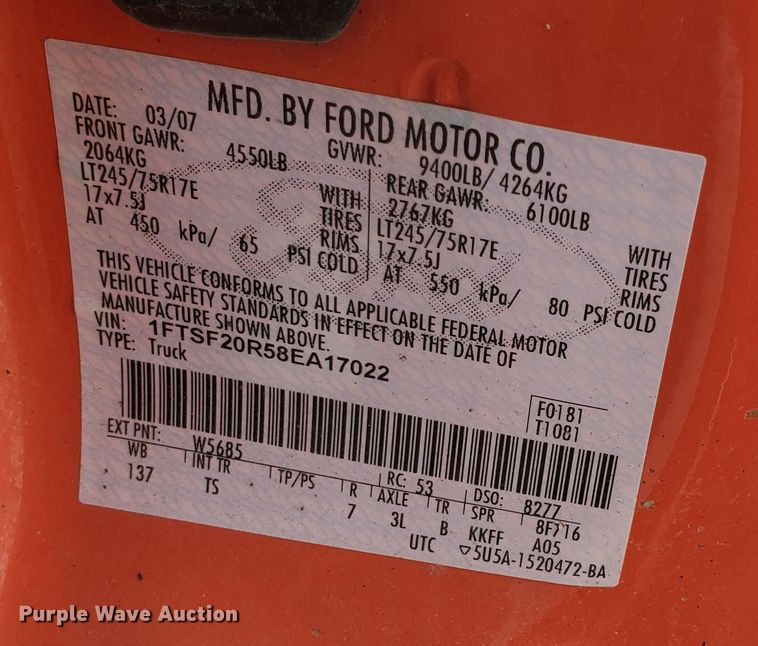 MFD. BY FORD MOTOR CO.
DATE: 03/07 GVWR: 9400LB/ 4264KG
FRONT GAWR: 4550LB REAR GAWR: 6100LB
2064KG WITH 2767KG WITH
LT245/75R17E TIRES LT245/75R17E TIRES
17x7.5J RIMS 17x7.5J RIMS
AT 450 kPa/ 65 PSI COLD AT 550 kPa/ 80 PSI COLD
THIS VEHICLE CONFORMS TO ALL APPLICABLE FEDERAL MOTOR
VEHICLE SAFETY STANDARDS IN EFFECT ON THE DATE OF
MANUFACTURE SHOWN ABOVE.
VIN: 1FTSF20R58EA17022
TYPE: Truck
F0181
T1081
EXT PNT: W5685 RC: 53 DSO: 8277
WB INT TR TP/PS R AXLE TR SPR 8F716
137 TS 7 3L B KKFF A05
UTC ▽5U5A-1520472-BA
Purple Wave Auction